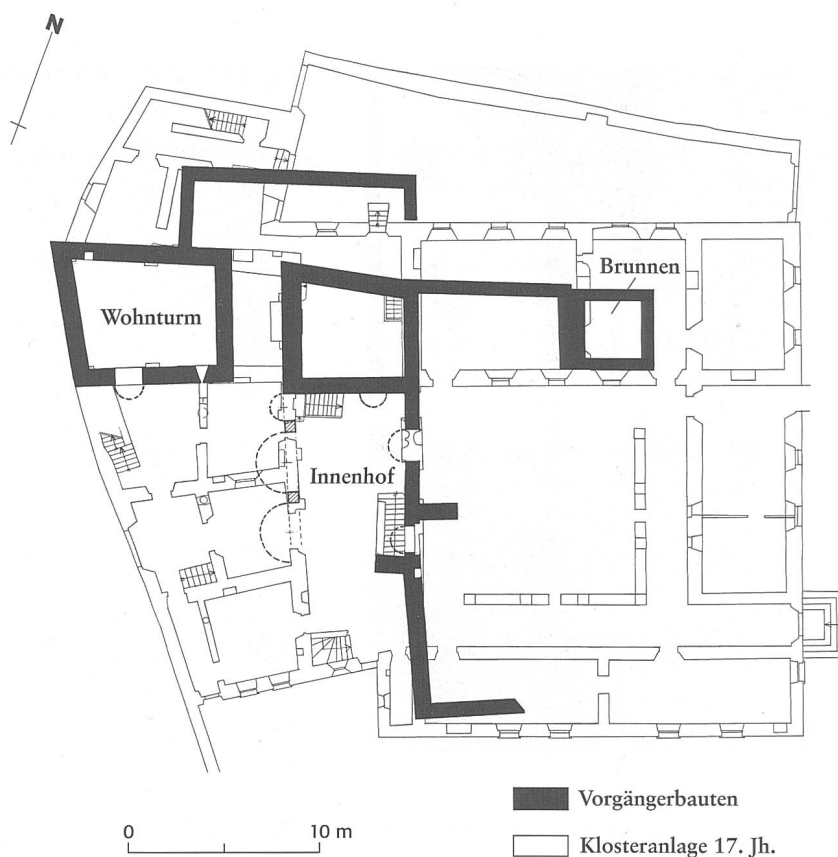 N
Brunnen
Wohnturm
Innenhof
Vorgängerbauten
0 10 m
Klosteranlage 17. Jh.